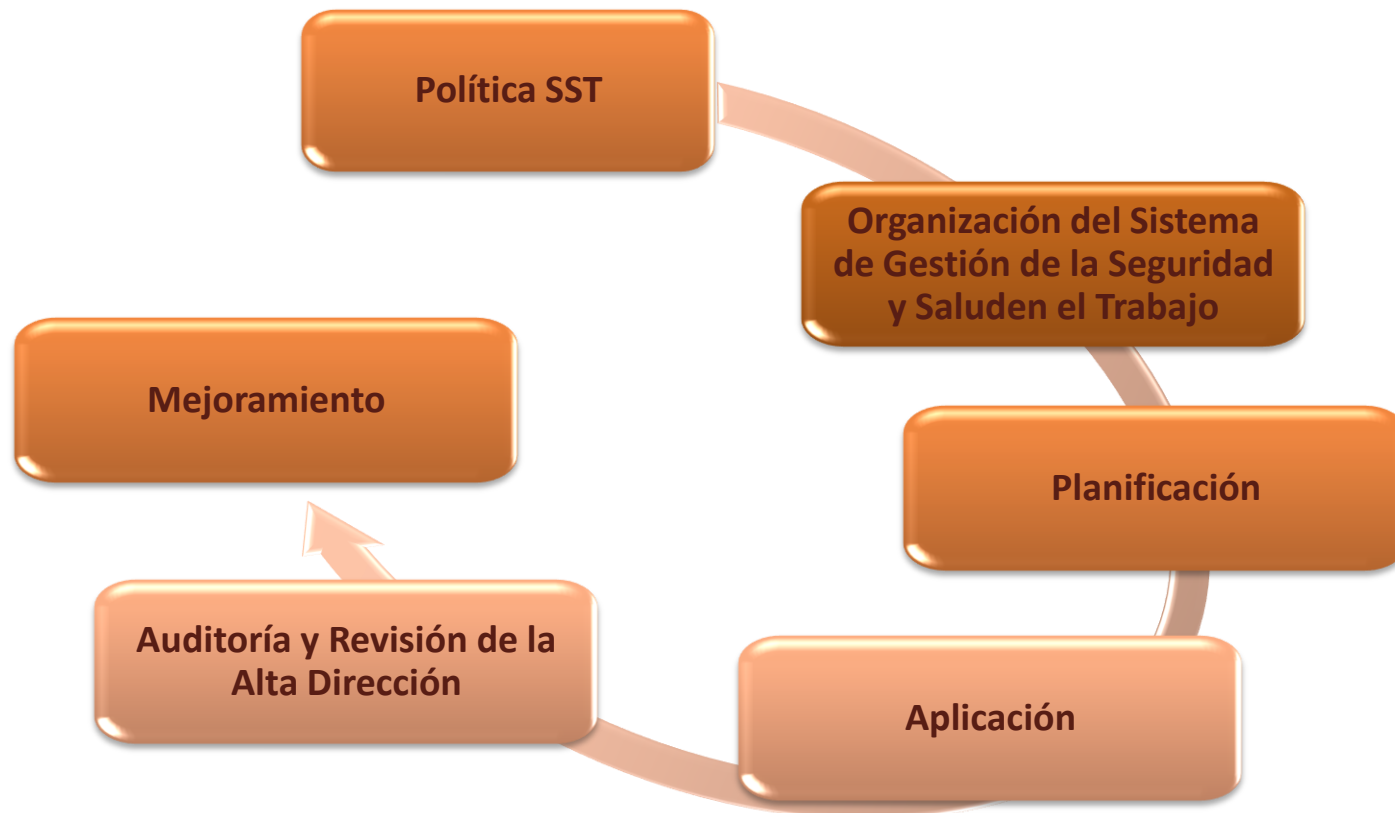 Política SST
Organización del Sistema
de Gestión de la Seguridad
y Saluden el Trabajo
Planificación
Aplicación
Auditoría y Revisión de la
Alta Dirección
Mejoramiento